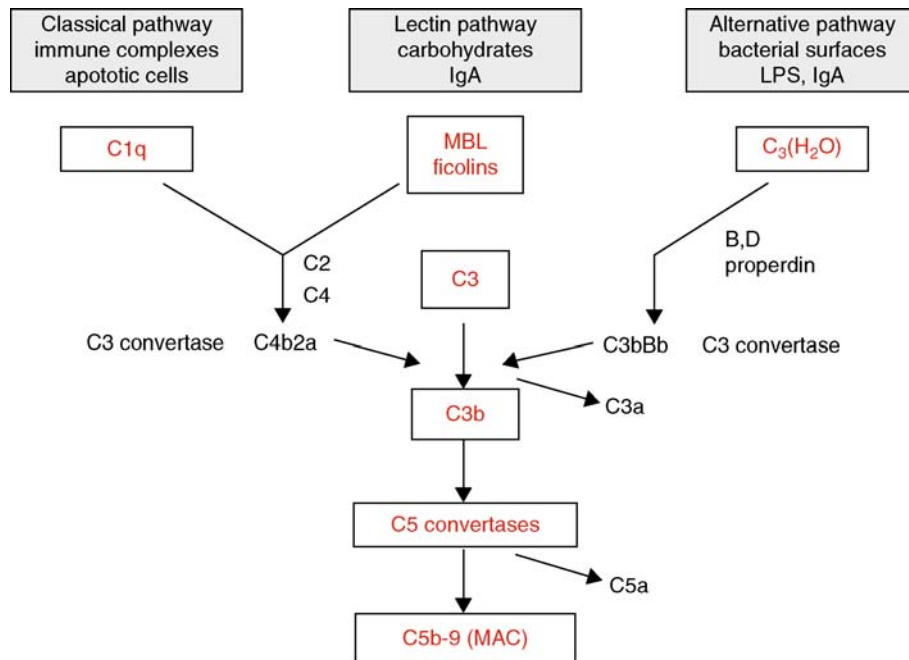 Classical pathway
immune complexes
apototic cells
Lectin pathway
carbohydrates
IgA
Alternative pathway
bacterial surfaces
LPS, IgA
C1q
MBL
ficolins
C₃(H₂O)
B,D
properdin
C2
C4
C3
C3 convertase
C4b2a
C3bBb
C3 convertase
C3a
C3b
C5 convertases
C5a
C5b-9 (MAC)